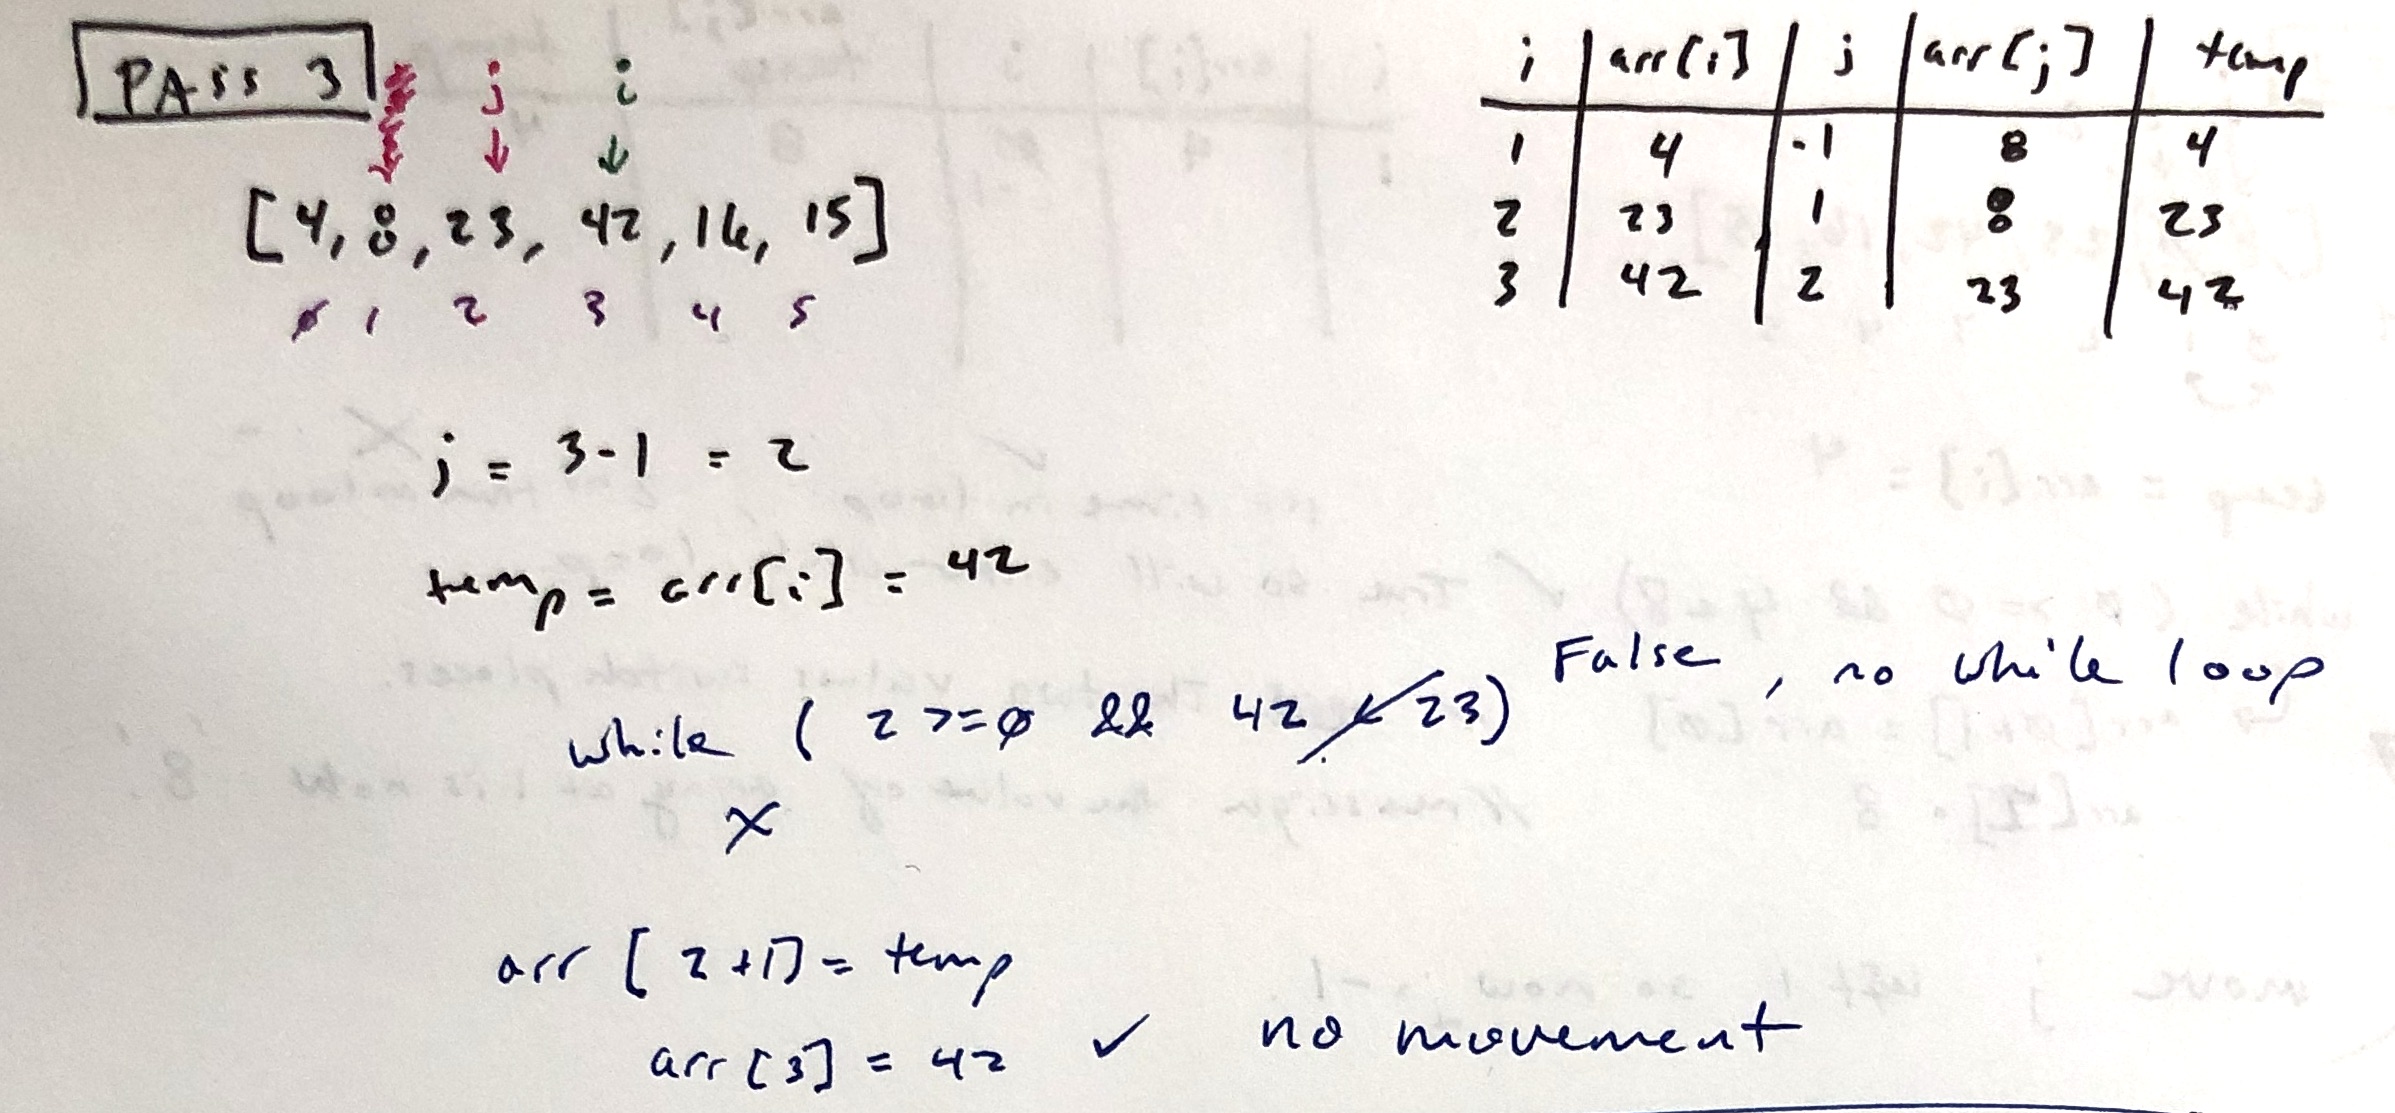 PASS 3 j i
[4, 8, 23, 42, 16, 15]
0 1 2 3 4 5
i | arr[i] | j | arr[j] | temp
1 | 4 | -1 | 8 | 4
2 | 23 | 1 | 8 | 23
3 | 42 | 2 | 23 | 42
j = 3-1 = 2
temp = arr[i] = 42
while ( 2 >= 0 && 42 < 23) False, no while loop
X
arr [2+1] = temp
arr [3] = 42 ✓ no movement